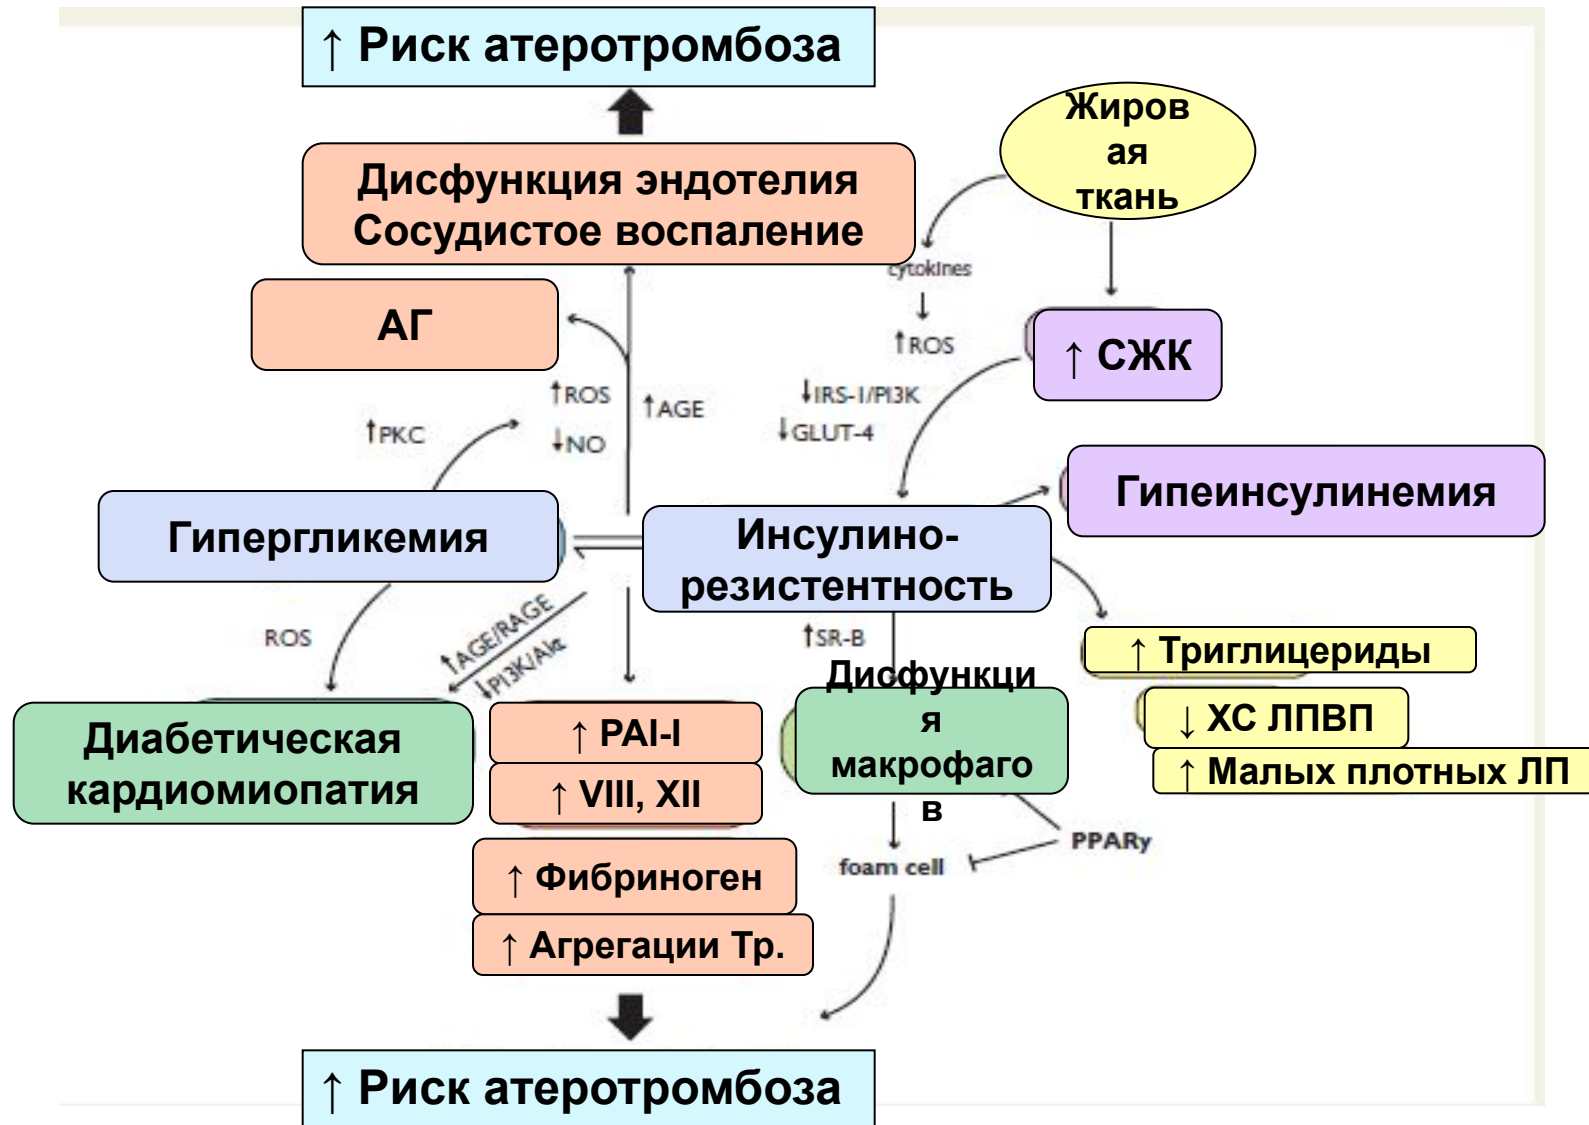 ↑ Риск атеротромбоза
Жиров
ая
ткань
Дисфункция эндотелия
Сосудистое воспаление
cytokines
АГ
↑ROS
↑ СЖК
↑ROS
↑AGE
↓IRS-1/PI3K
↑PKC
↓NO
↓GLUT-4
Гипергликемия
Инсулино-
резистентность
Гипеинсулинемия
ROS
↑AGE/RAGE
↓PI3K/Akt
↑SR-B
↑ Триглицериды
Дисфункци
я
макрофаго
в
↓ ХС ЛПВП
↑ Малых плотных ЛП
Диабетическая
кардиомиопатия
↑ PAI-I
↑ VIII, XII
PPARγ
foam cell
↑ Фибриноген
↑ Агрегации Тр.
↑ Риск атеротромбоза